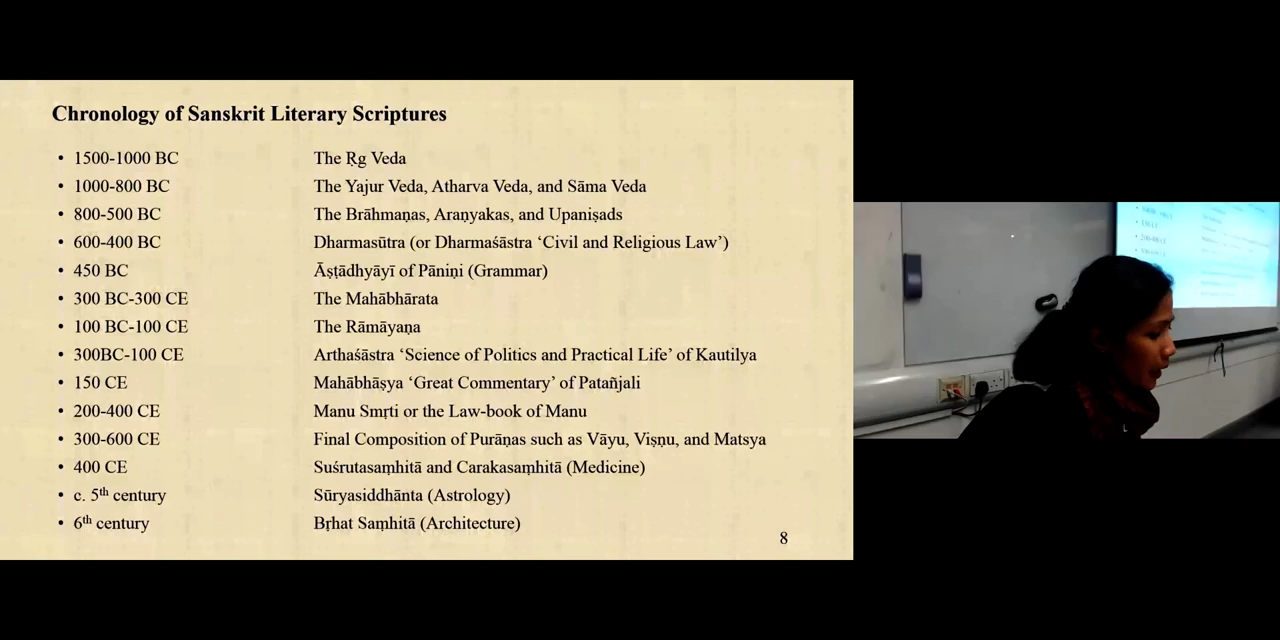 Chronology of Sanskrit Literary Scriptures
• 1500-1000 BC The Ṛg Veda
• 1000-800 BC The Yajur Veda, Atharva Veda, and Sāma Veda
• 800-500 BC The Brāhmaṇas, Araṇyakas, and Upaniṣads
• 600-400 BC Dharmasūtra (or Dharmaśāstra ‘Civil and Religious Law’)
• 450 BC Āṣṭādhyāyī of Pāniṇi (Grammar)
• 300 BC-300 CE The Mahābhārata
• 100 BC-100 CE The Rāmāyaṇa
• 300BC-100 CE Arthaśāstra ‘Science of Politics and Practical Life’ of Kautilya
• 150 CE Mahābhāṣya ‘Great Commentary’ of Patañjali
• 200-400 CE Manu Smṛti or the Law-book of Manu
• 300-600 CE Final Composition of Purāṇas such as Vāyu, Viṣṇu, and Matsya
• 400 CE Suśrutasaṃhitā and Carakasaṃhitā (Medicine)
• c. 5th century Sūryasiddhānta (Astrology)
• 6th century Bṛhat Saṃhitā (Architecture)
8